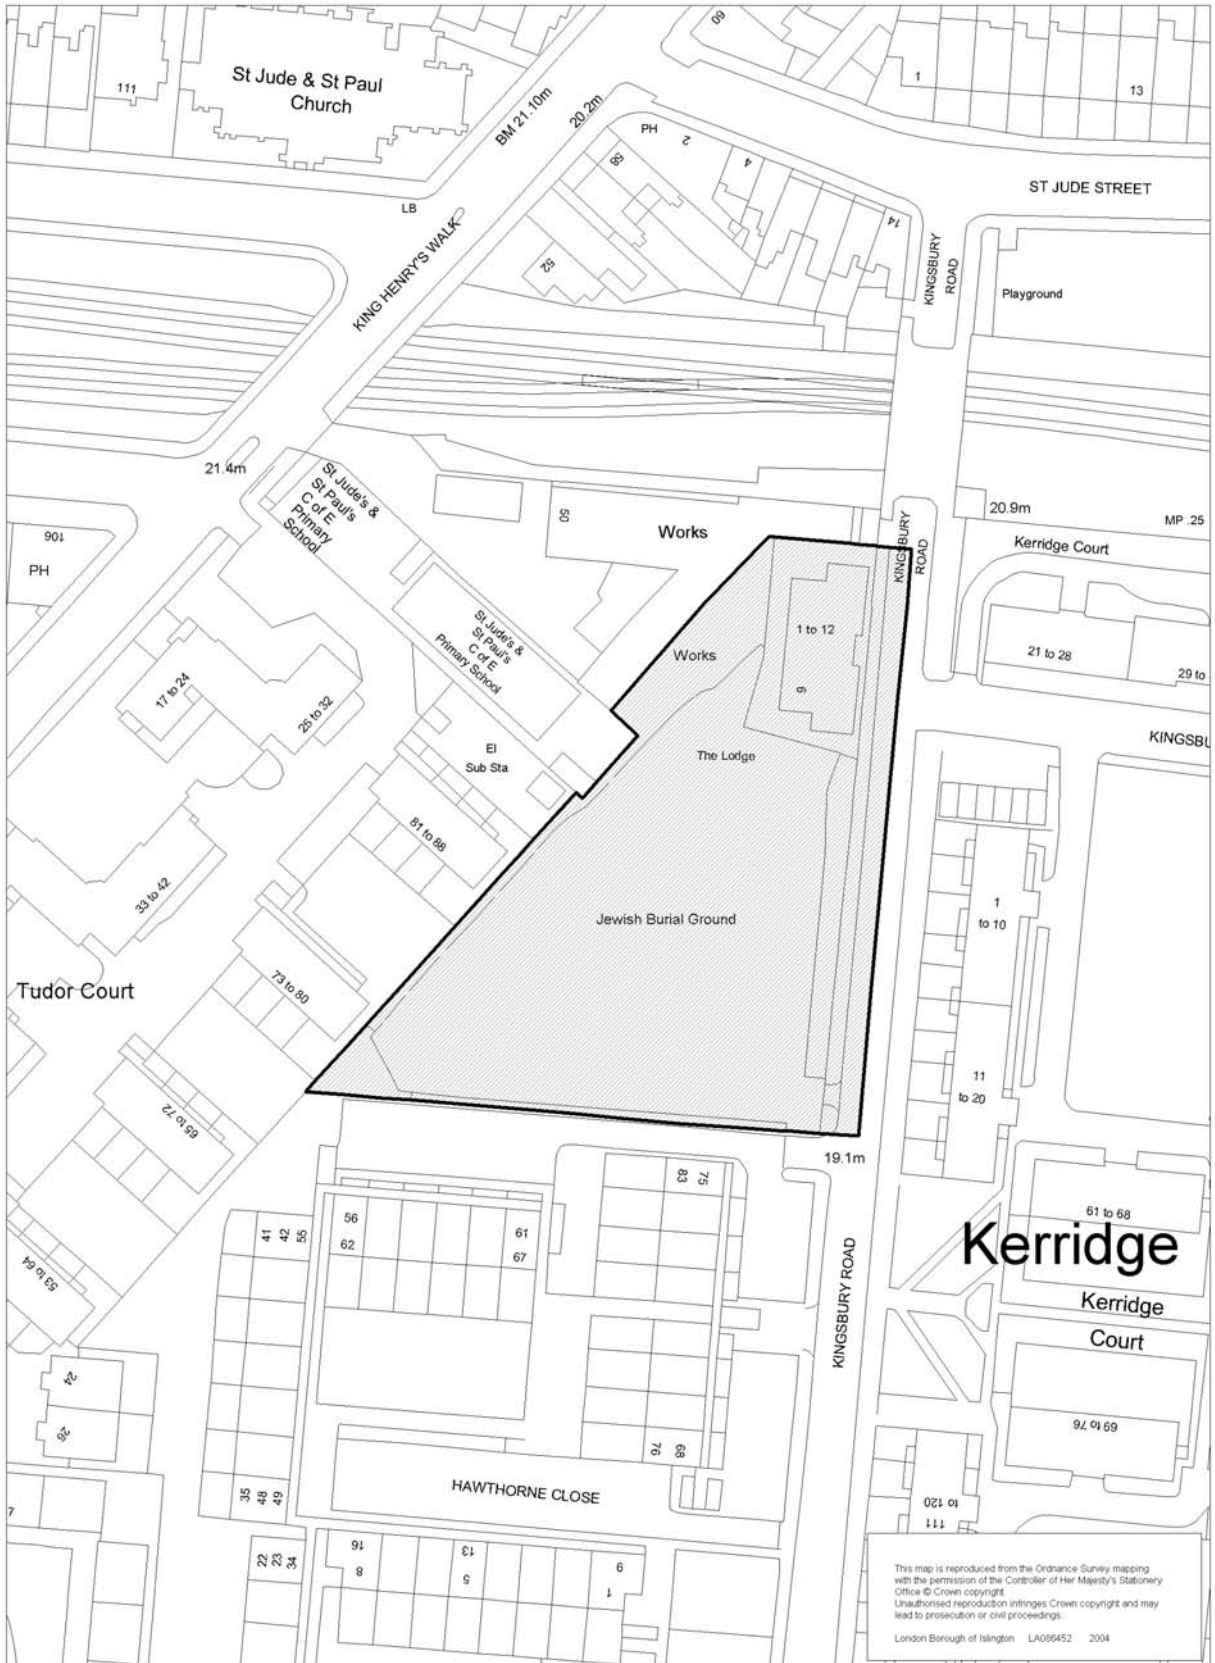 60
1
13
111
St Jude & St Paul
Church
BM 21.10m
20.2m
PH
2
58
4
14
ST JUDE STREET
LB
KING HENRY'S WALK
52
KINGSBURY
ROAD
Playground
21.4m
St Jude's &
St Paul's
C of E
Primary
School
50
Works
KINGSBURY
ROAD
20.9m
MP .25
Kerridge Court
106
PH
St Jude's &
St Paul's
C of E
Primary School
1 to 12
Works
21 to 28
29 to
17 to 24
25 to 32
6
El
Sub Sta
The Lodge
KINGSBU
81 to 88
33 to 42
Jewish Burial Ground
1
to 10
73 to 80
Tudor Court
11
to 20
65 to 72
19.1m
83
75
53 to 64
41
42
55
56
62
61
67
61 to 68
Kerridge
Kerridge
Court
KINGSBURY ROAD
24
26
69 to 76
76
68
35
48
49
HAWTHORNE CLOSE
111
to 120
7
22
23
34
16
8
13
5
9
1
This map is reproduced from the Ordnance Survey mapping
with the permission of the Controller of Her Majesty's Stationery
Office © Crown copyright.
Unauthorised reproduction infringes Crown copyright and may
lead to prosecution or civil proceedings.
London Borough of Islington LA086452 2004